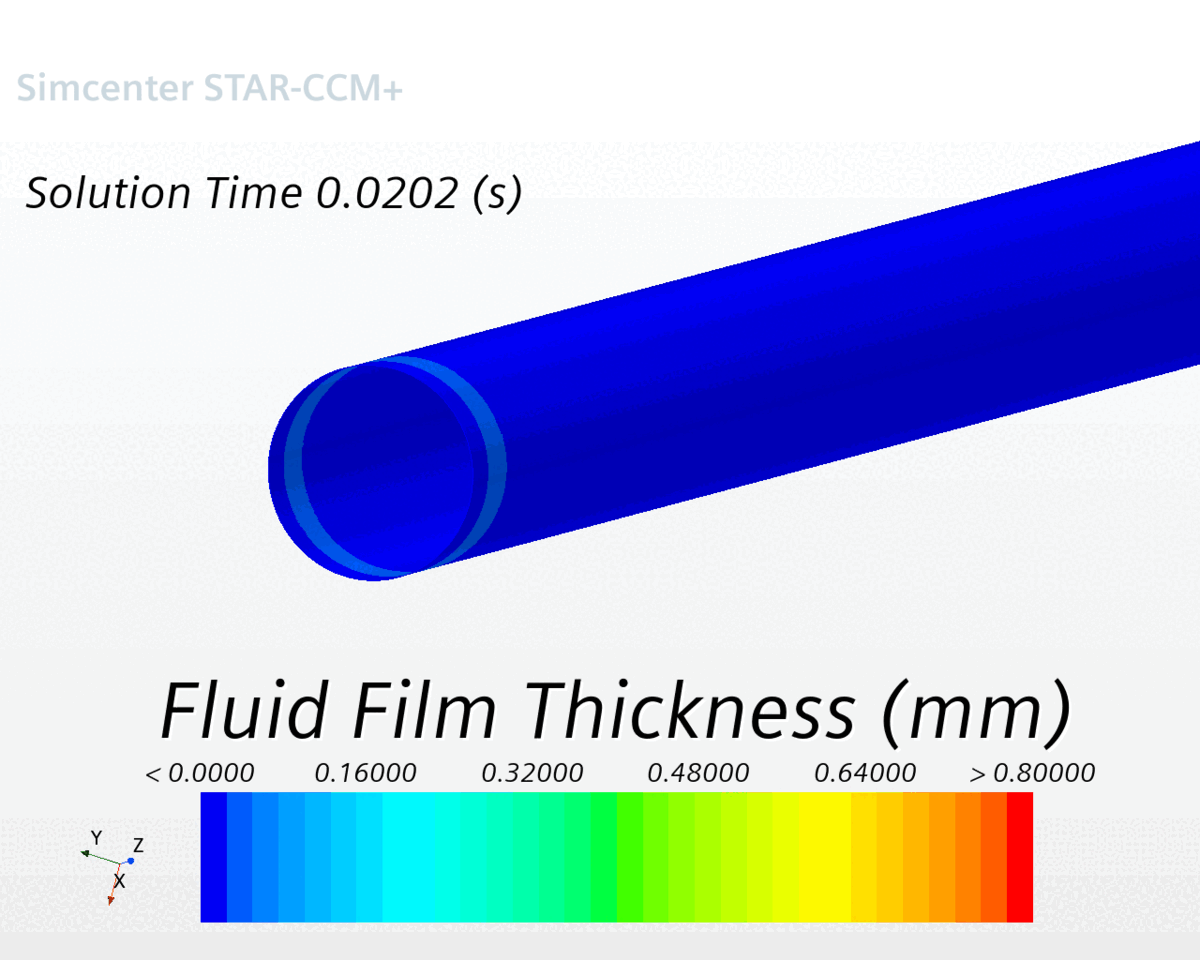 Simcenter STAR-CCM+
Solution Time 0.0202 (s)
Fluid Film Thickness (mm)
< 0.0000 0.16000 0.32000 0.48000 0.64000 > 0.80000
Y Z
X